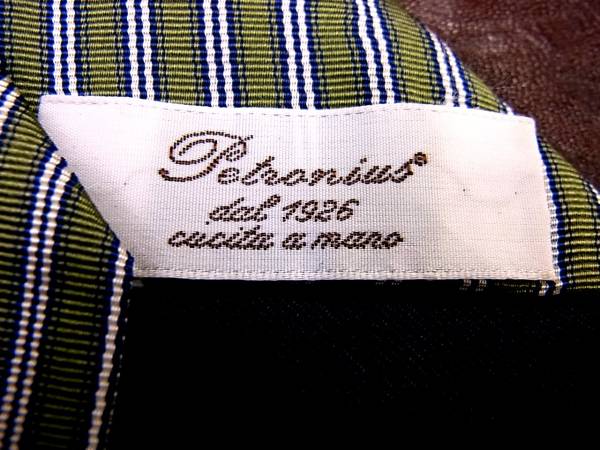 Petronius®
dal 1926
cucita a mano